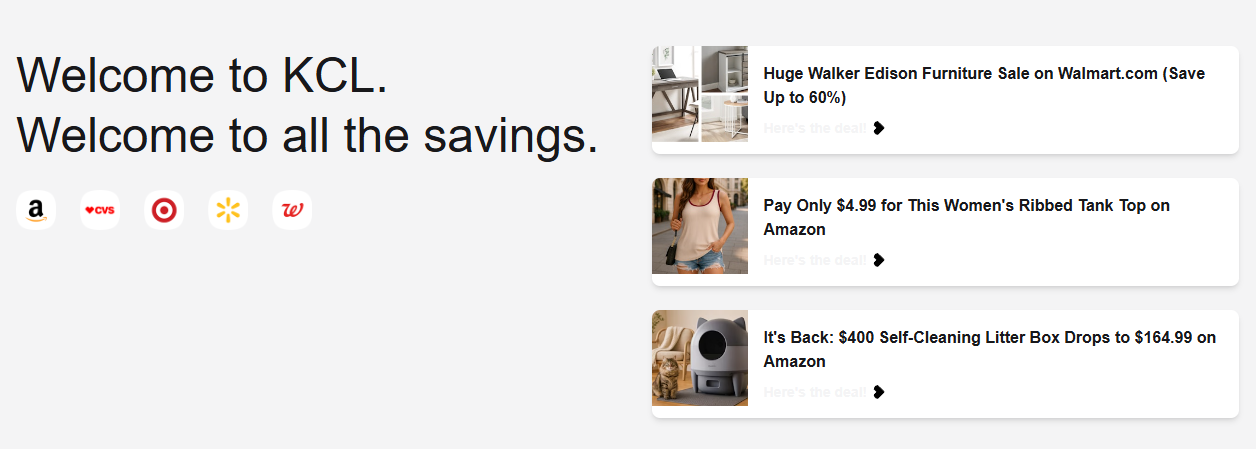 Welcome to KCL.
Welcome to all the savings.
a
CVS
W
Huge Walker Edison Furniture Sale on Walmart.com (Save
Up to 60%)
Here's the deal!
Pay Only $4.99 for This Women's Ribbed Tank Top on
Amazon
Here's the deal!
It's Back: $400 Self-Cleaning Litter Box Drops to $164.99 on
Amazon
Here's the deal!